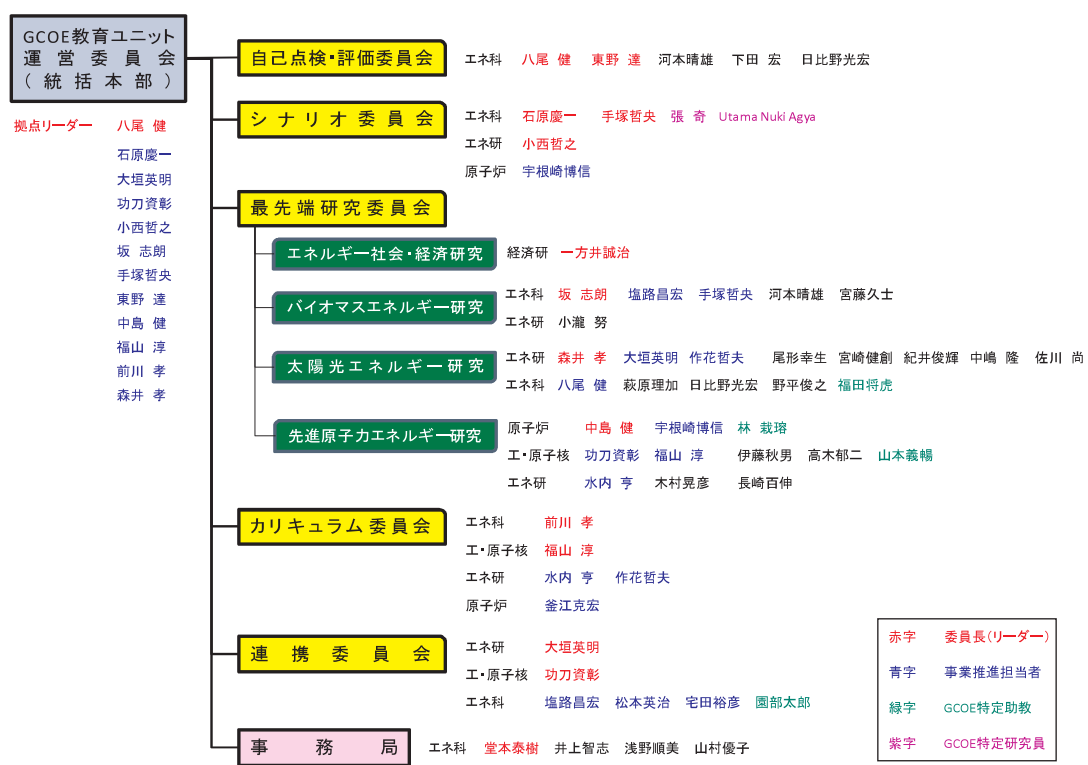 GCOE教育ユニット
運営委員会
(統括本部)
拠点リーダー 八尾 健
石原慶一
大垣英明
功刀資彰
小西哲之
坂 志朗
手塚哲央
東野 達
中島 健
福山 淳
前川 孝
森井 孝
自己点検・評価委員会 エネ科 八尾 健 東野 達 河本晴雄 下田 宏 日比野光宏
シナリオ委員会 エネ科 石原慶一 手塚哲央 張 奇 Utama Nuki Agya
エネ研 小西哲之
原子炉 宇根崎博信
最先端研究委員会
エネルギー社会・経済研究 経済研 一方井誠治
バイオマスエネルギー研究 エネ科 坂 志朗 塩路昌宏 手塚哲央 河本晴雄 宮藤久士
エネ研 小瀧 努
太陽光エネルギー研究 エネ研 森井 孝 大垣英明 作花哲夫 尾形幸生 宮崎健創 紀井俊輝 中嶋 隆 佐川 尚
エネ科 八尾 健 萩原理加 日比野光宏 野平俊之 福田将虎
先進原子力エネルギー研究 原子炉 中島 健 宇根崎博信 林 栽瑢
工・原子核 功刀資彰 福山 淳 伊藤秋男 高木郁二 山本義暢
エネ研 水内 亨 木村晃彦 長崎百伸
カリキュラム委員会 エネ科 前川 孝
工・原子核 福山 淳
エネ研 水内 亨 作花哲夫
原子炉 釜江克宏
連携委員会 エネ研 大垣英明
工・原子核 功刀資彰
エネ科 塩路昌宏 松本英治 宅田裕彦 園部太郎
事務局 エネ科 堂本泰樹 井上智志 浅野順美 山村優子
赤字 委員長(リーダー)
青字 事業推進担当者
緑字 GCOE特定助教
紫字 GCOE特定研究員